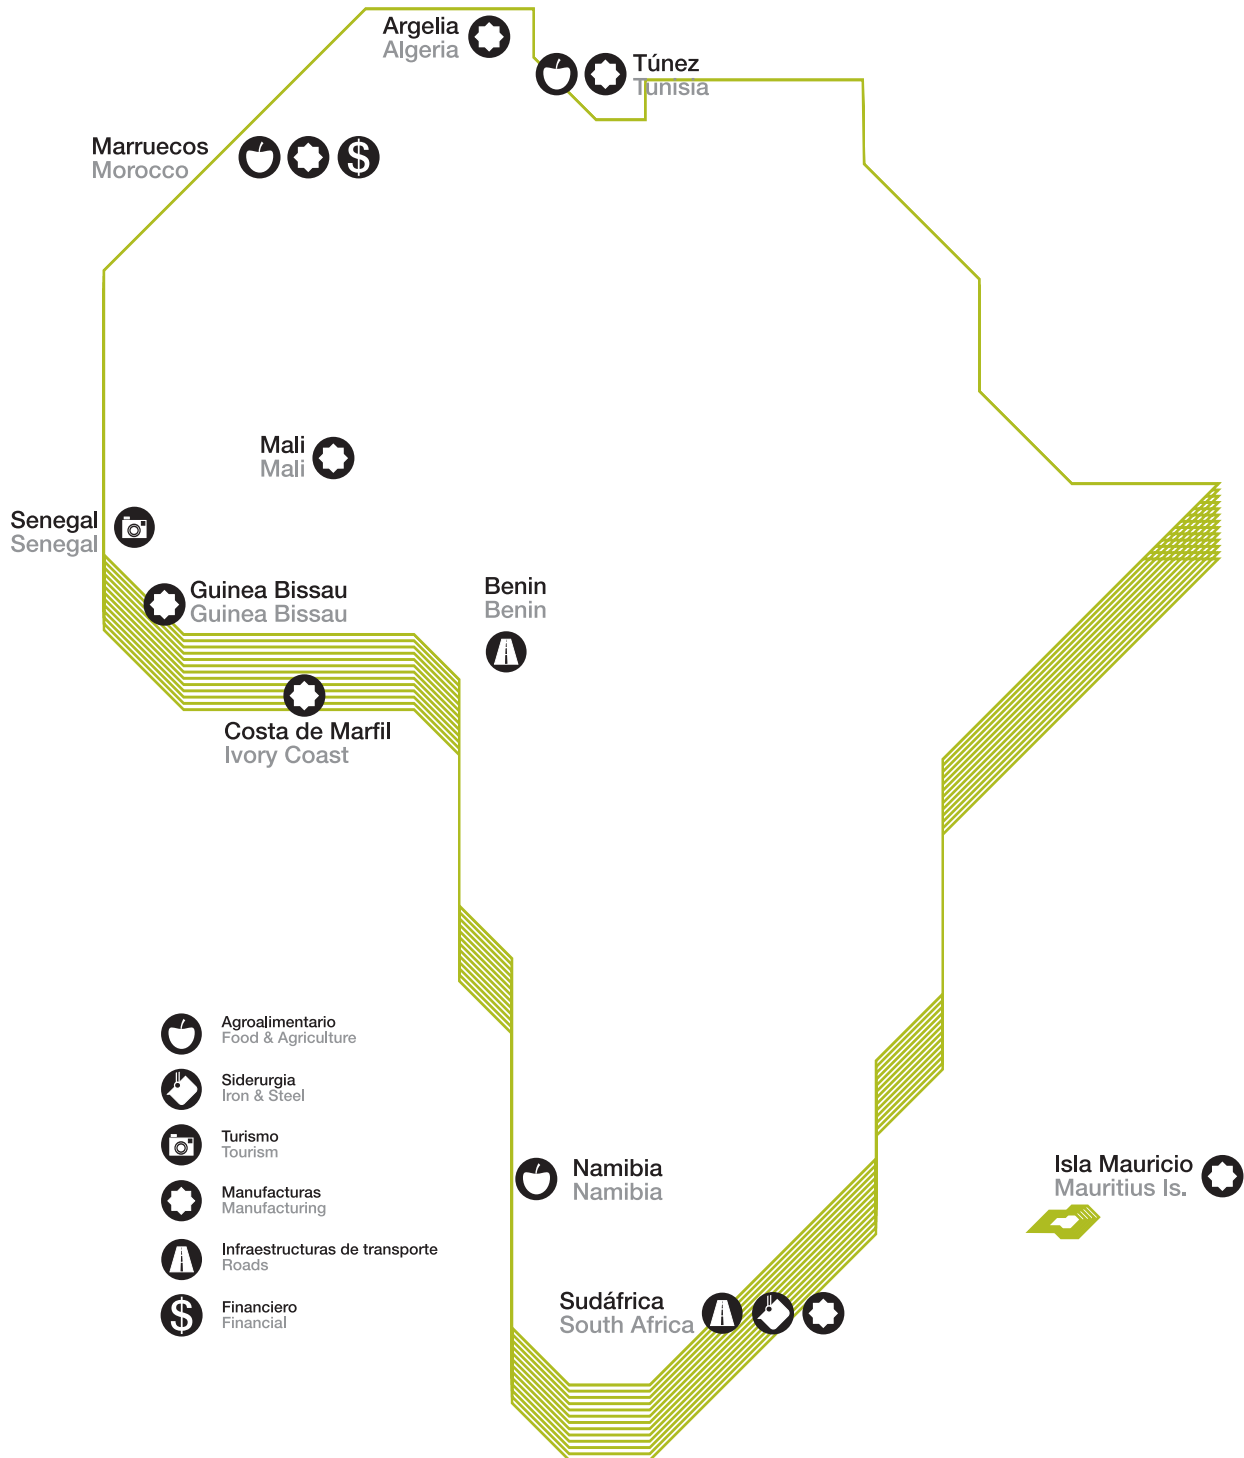 Argelia
Algeria
Túnez
Tunisia
Marruecos
Morocco
Mali
Mali
Senegal
Senegal
Guinea Bissau
Guinea Bissau
Benin
Benin
Costa de Marfil
Ivory Coast
Agroalimentario
Food & Agriculture
Siderurgia
Iron & Steel
Turismo
Tourism
Manufacturas
Manufacturing
Infraestructuras de transporte
Roads
Financiero
Financial
Namibia
Namibia
Isla Mauricio
Mauritius Is.
Sudáfrica
South Africa